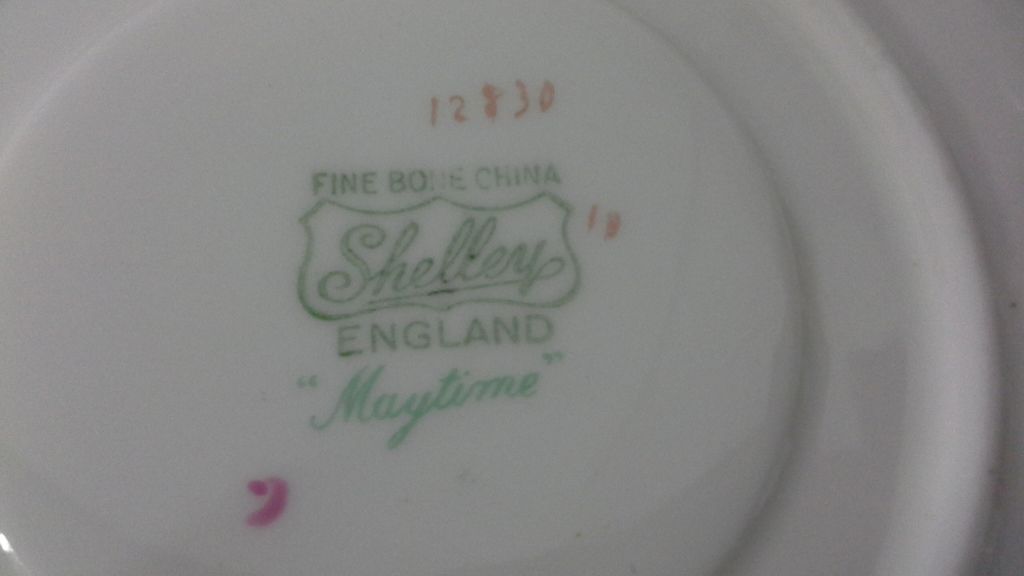 12830
FINE BONE CHINA
Shelley
ENGLAND
"Maytime"